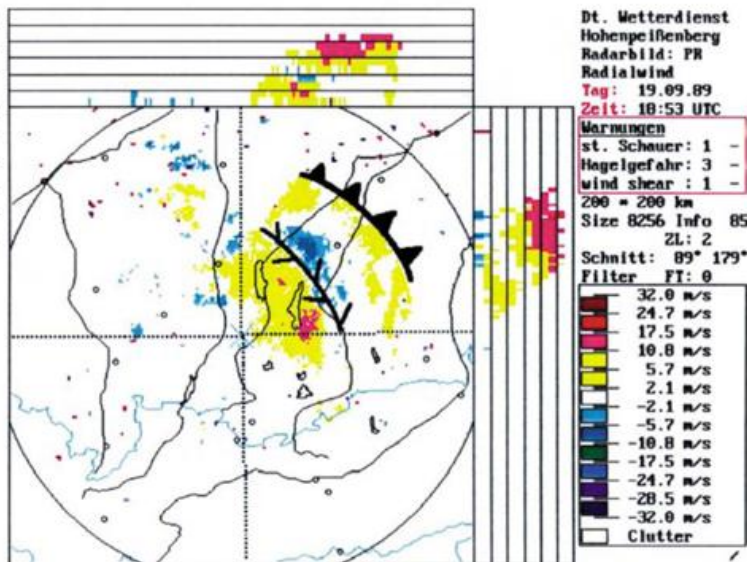 Dt. Wetterdienst
Hohenpeißenberg
Radarbild: PR
Radialwind
Tag: 19.09.89
Zeit: 18:53 UTC
Warnungen
st. Schauer: 1 -
Hagelgefahr: 3 -
wind shear : 1 -
200 * 200 km
Size 8256 Info 85
ZL: 2
Schnitt: 89° 179°
Filter FT: 0
32.0 m/s
24.7 m/s
17.5 m/s
10.8 m/s
5.7 m/s
2.1 m/s
-2.1 m/s
-5.7 m/s
-10.8 m/s
-17.5 m/s
-24.7 m/s
-28.5 m/s
-32.0 m/s
Clutter